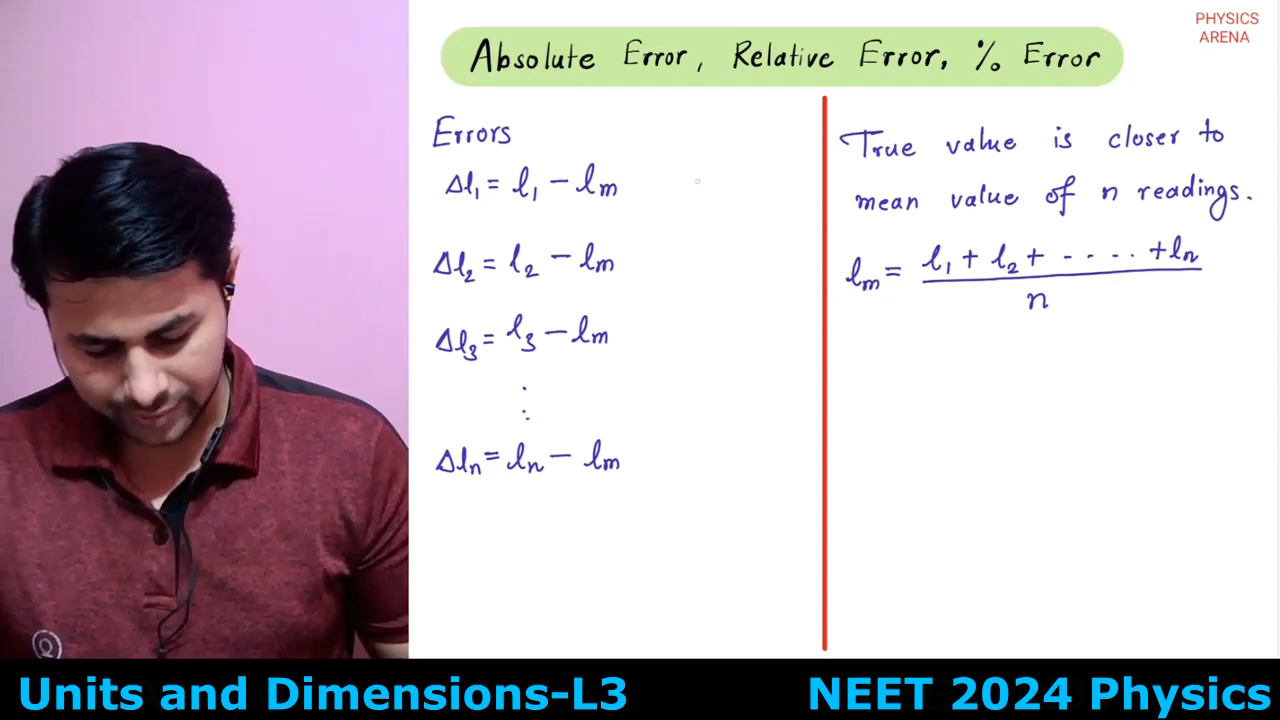 PHYSICS
ARENA
Absolute Error, Relative Error, % Error
Errors
Δl₁ = l₁ − lm
Δl₂ = l₂ − lm
Δl₃ = l₃ − lm
⋮
Δln = ln − lm
True value is closer to
mean value of n readings.
lm = l₁ + l₂ + ----- + ln
n
Units and Dimensions-L3
NEET 2024 Physics